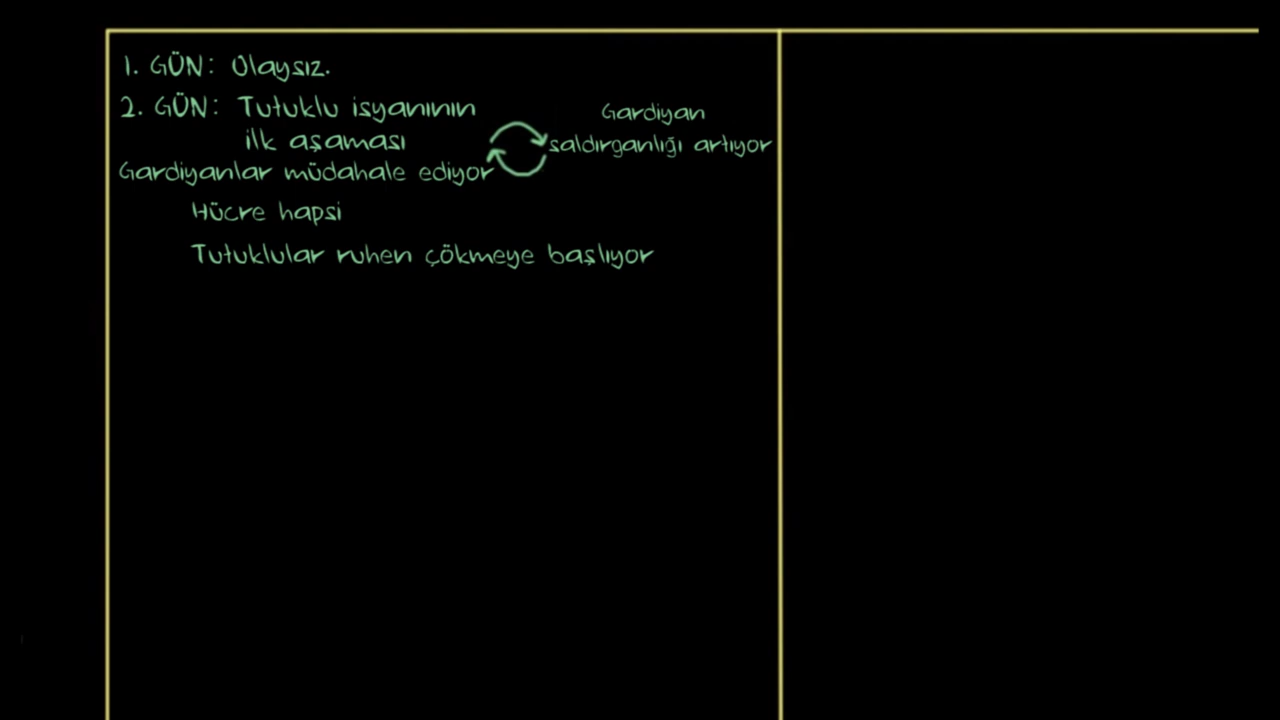 1. GÜN: Olaysız.
2. GÜN: Tutuklu isyanının
ilk aşaması
Gardiyan
saldırganlığı artıyor
Gardiyanlar müdahale ediyor
Hücre hapsi
Tutuklular ruhen çökmeye başlıyor